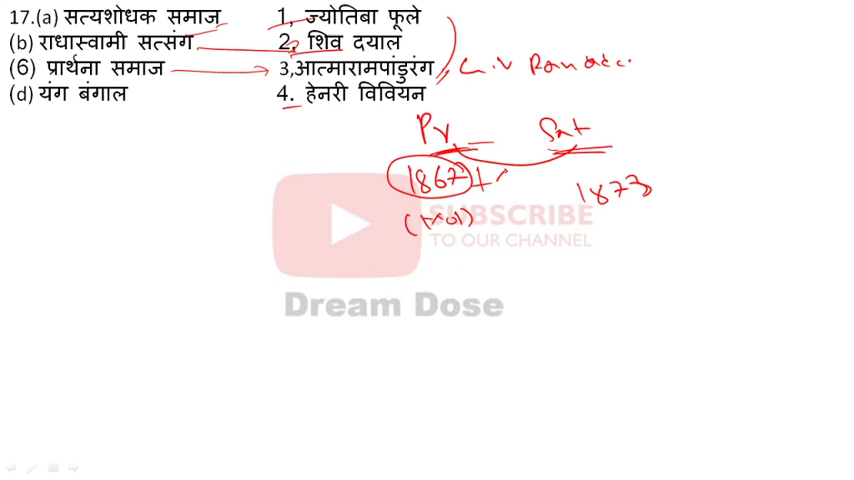 17.(a) सत्यशोधक समाज 1, ज्योतिबा फूले
(b) राधास्वामी सत्संग 2, शिव दयाल
(6) प्रार्थना समाज 3,आत्मारामपांडुरंग
(d) यंग बंगाल 4. हेनरी विवियन
Pr Sat
1867 1873
SUBSCRIBE
TO OUR CHANNEL
Dream Dose